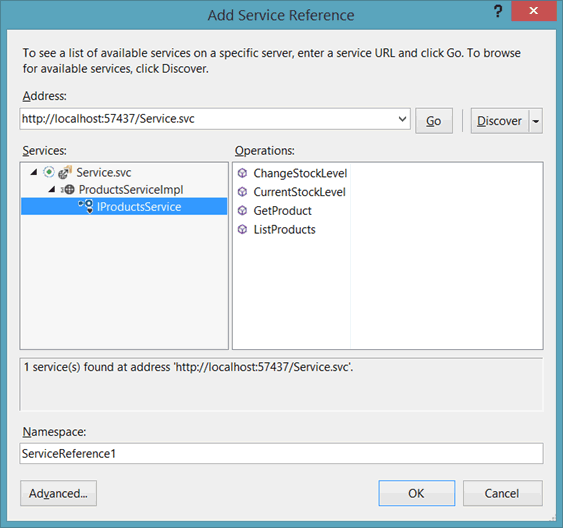 Add Service Reference
?
To see a list of available services on a specific server, enter a service URL and click Go. To browse
for available services, click Discover.
Address:
http://localhost:57437/Service.svc
Go
Discover
Services:
Operations:
Service.svc
ProductsServiceImpl
IProductsService
ChangeStockLevel
CurrentStockLevel
GetProduct
ListProducts
1 service(s) found at address 'http://localhost:57437/Service.svc'.
Namespace:
ServiceReference1
Advanced...
OK
Cancel